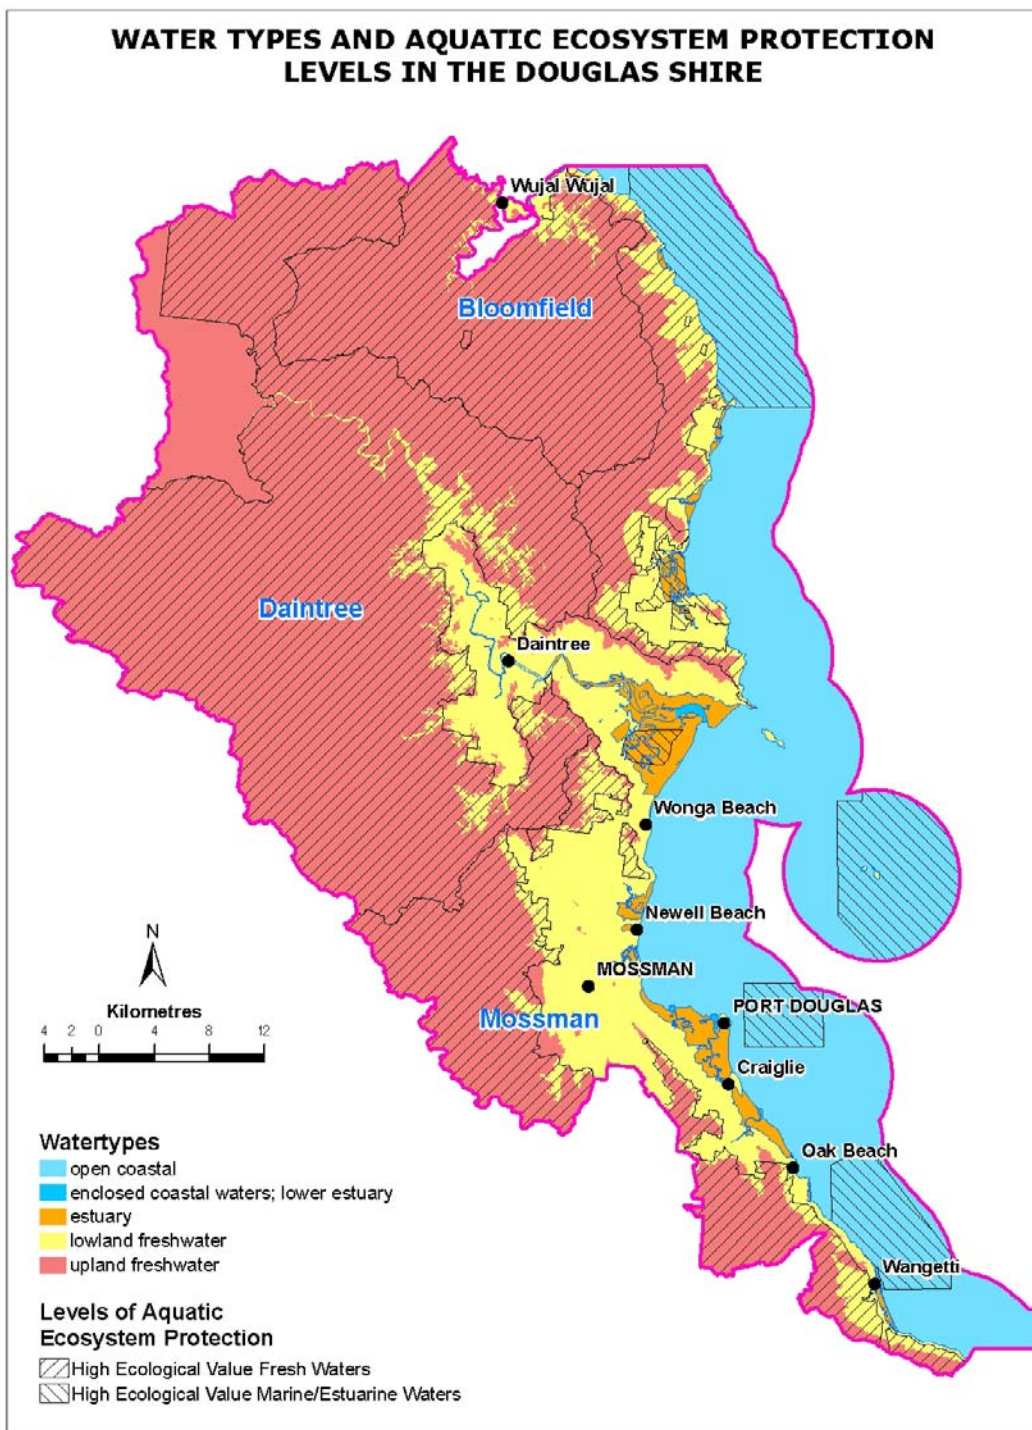 WATER TYPES AND AQUATIC ECOSYSTEM PROTECTION
LEVELS IN THE DOUGLAS SHIRE
Wujal Wujal
Bloomfield
Daintree
Daintree
Wonga Beach
Newell Beach
MOSSMAN
Mossman
PORT DOUGLAS
Craiglie
Oak Beach
Wangetti
N
Kilometres
4 2 0 4 8 12
Watertypes
open coastal
enclosed coastal waters; lower estuary
estuary
lowland freshwater
upland freshwater
Levels of Aquatic
Ecosystem Protection
High Ecological Value Fresh Waters
High Ecological Value Marine/Estuarine Waters